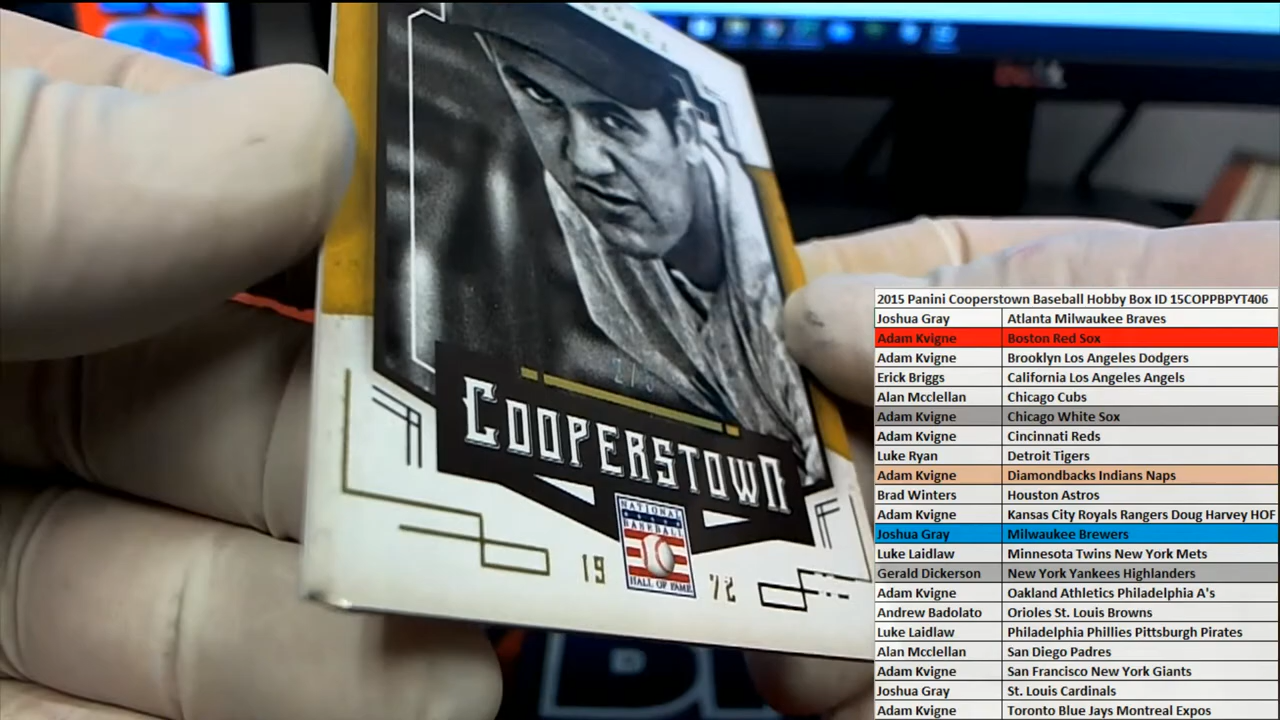 COOPERSTOWN
NATIONAL
BASEBALL
HALL OF FAME
19 72
2015 Panini Cooperstown Baseball Hobby Box ID 15COPPBPYT406
Joshua Gray Atlanta Milwaukee Braves
Adam Kvigne Boston Red Sox
Adam Kvigne Brooklyn Los Angeles Dodgers
Erick Briggs California Los Angeles Angels
Alan Mcclellan Chicago Cubs
Adam Kvigne Chicago White Sox
Adam Kvigne Cincinnati Reds
Luke Ryan Detroit Tigers
Adam Kvigne Diamondbacks Indians Naps
Brad Winters Houston Astros
Adam Kvigne Kansas City Royals Rangers Doug Harvey HOF
Joshua Gray Milwaukee Brewers
Luke Laidlaw Minnesota Twins New York Mets
Gerald Dickerson New York Yankees Highlanders
Adam Kvigne Oakland Athletics Philadelphia A's
Andrew Badolato Orioles St. Louis Browns
Luke Laidlaw Philadelphia Phillies Pittsburgh Pirates
Alan Mcclellan San Diego Padres
Adam Kvigne San Francisco New York Giants
Joshua Gray St. Louis Cardinals
Adam Kvigne Toronto Blue Jays Montreal Expos